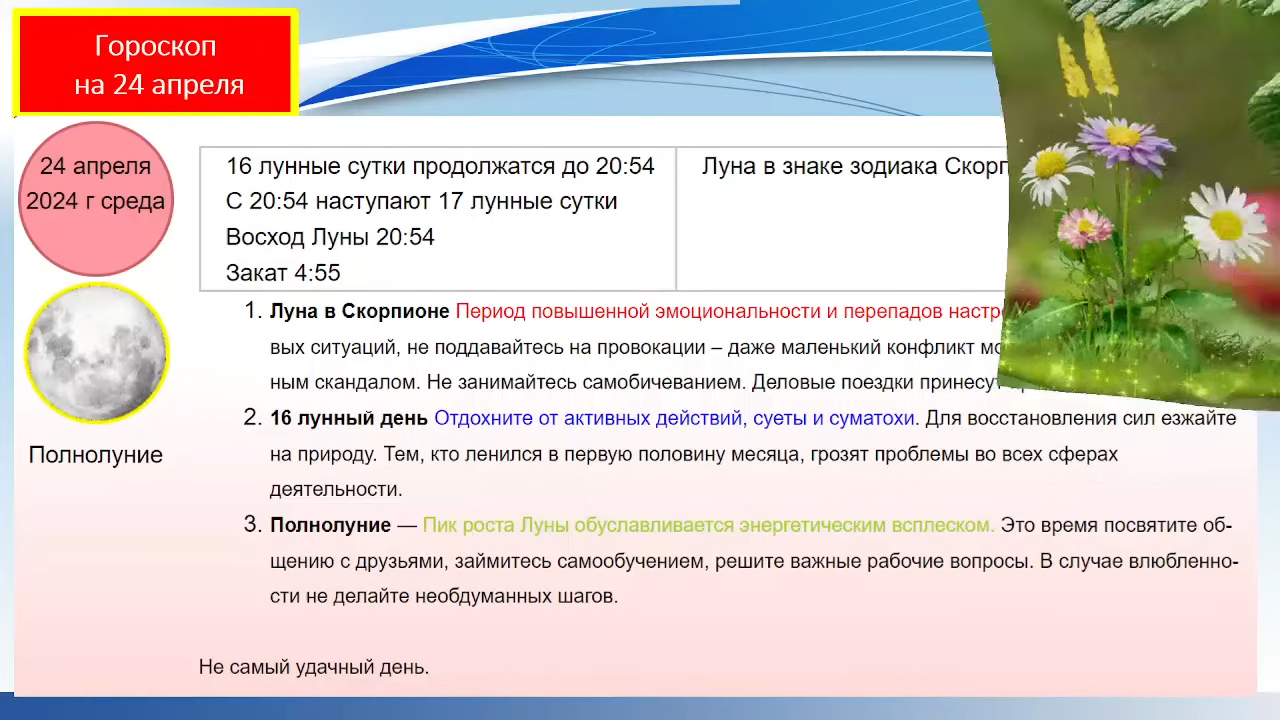 Гороскоп
на 24 апреля
24 апреля
2024 г среда
16 лунные сутки продолжатся до 20:54
С 20:54 наступают 17 лунные сутки
Восход Луны 20:54
Закат 4:55
Луна в знаке зодиака
Полнолуние
1. Луна в Скорпионе Период повышенной эмоциональности и перепадов
вых ситуаций, не поддавайтесь на провокации – даже маленький конфликт
ным скандалом. Не занимайтесь самобичеванием. Деловые поездки
2. 16 лунный день Отдохните от активных действий, суеты и суматохи. Для восстановления сил езжайте
на природу. Тем, кто ленился в первую половину месяца, грозят проблемы во всех сферах
деятельности.
3. Полнолуние — Пик роста Луны обуславливается энергетическим всплеском. Это время посвятите об-
щению с друзьями, займитесь самообучением, решите важные рабочие вопросы. В случае влюбленно-
сти не делайте необдуманных шагов.
Не самый удачный день.